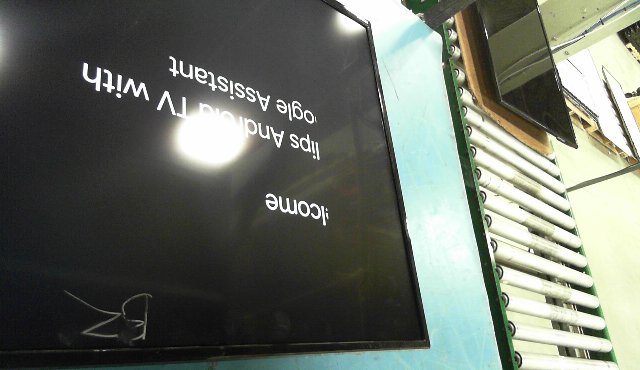 lcome
lips Android TV with
ogle Assistant